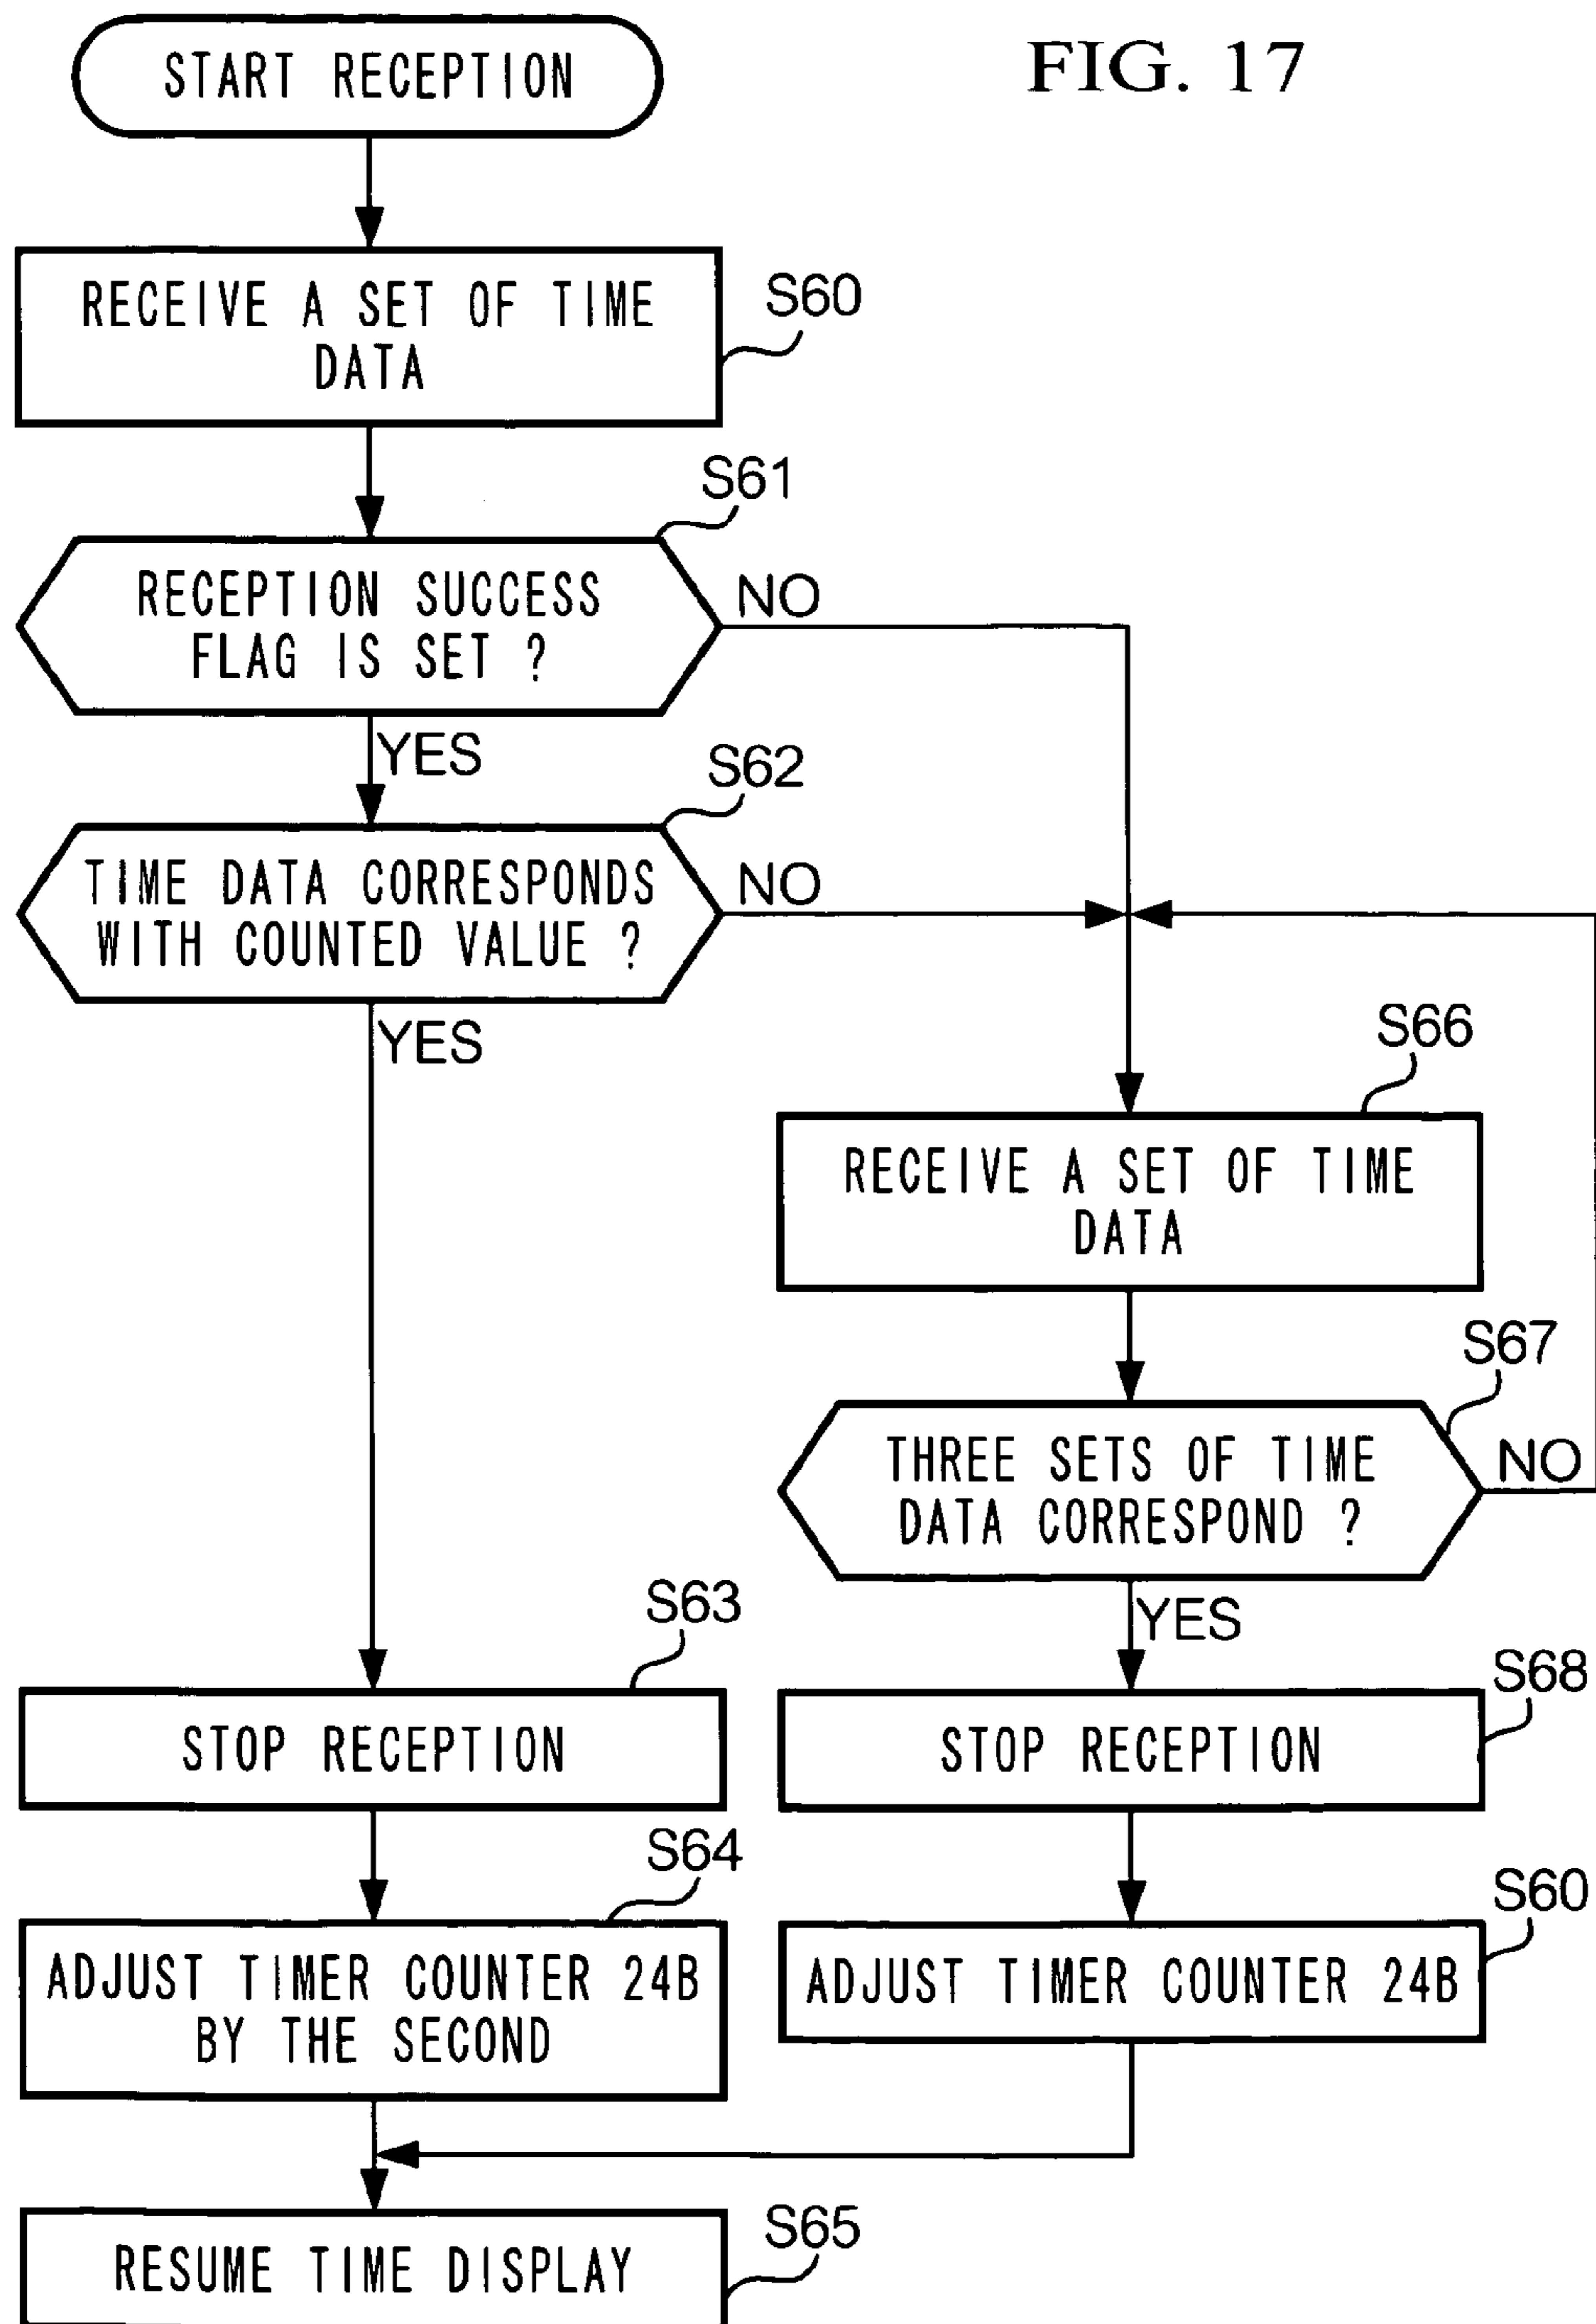 FIG. 17
START RECEPTION
RECEIVE A SET OF TIME
DATA
S60
S61
RECEPTION SUCCESS
FLAG IS SET ?
NO
YES
S62
TIME DATA CORRESPONDS
WITH COUNTED VALUE ?
NO
YES
S66
RECEIVE A SET OF TIME
DATA
S67
THREE SETS OF TIME
DATA CORRESPOND ?
NO
YES
S63
STOP RECEPTION
S68
STOP RECEPTION
S64
ADJUST TIMER COUNTER 24B
BY THE SECOND
S60
ADJUST TIMER COUNTER 24B
S65
RESUME TIME DISPLAY